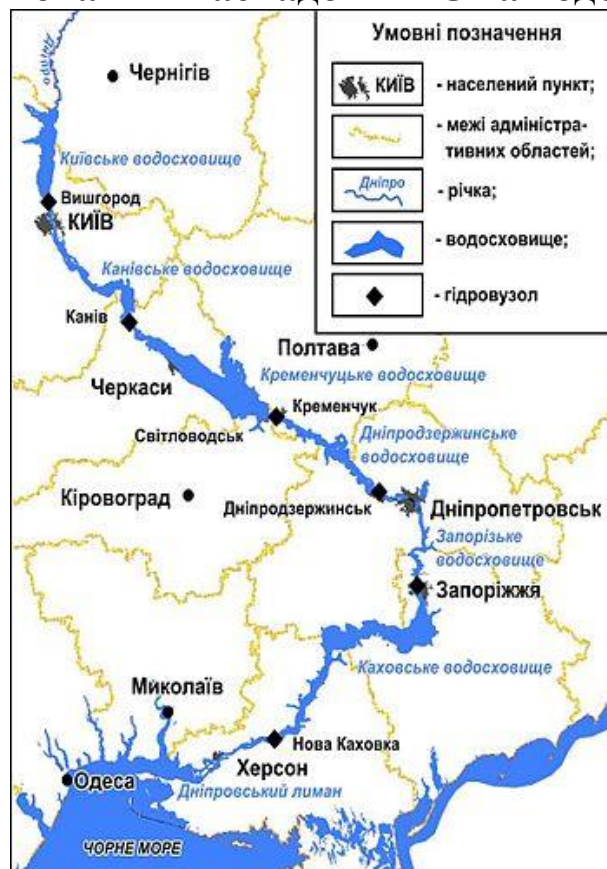 Умовні позначення
КИЇВ
- населений пункт;
- межі адміністра-
тивних областей;
Дніпро
- річка;
- водосховище;
- гідровузол
Дніпро
Чернігів
Київське водосховище
Вишгород
КИЇВ
Канівське водосховище
Канів
Полтава
Черкаси
Кременчуцьке водосховище
Кременчук
Світловодськ
Дніпродзержинське
водосховище
Кіровоград
Дніпродзержинськ
Дніпропетровськ
Запорізьке
водосховище
Запоріжжя
Каховське водосховище
Миколаїв
Нова Каховка
Херсон
Одеса
Дніпровський лиман
ЧОРНЕ МОРЕ